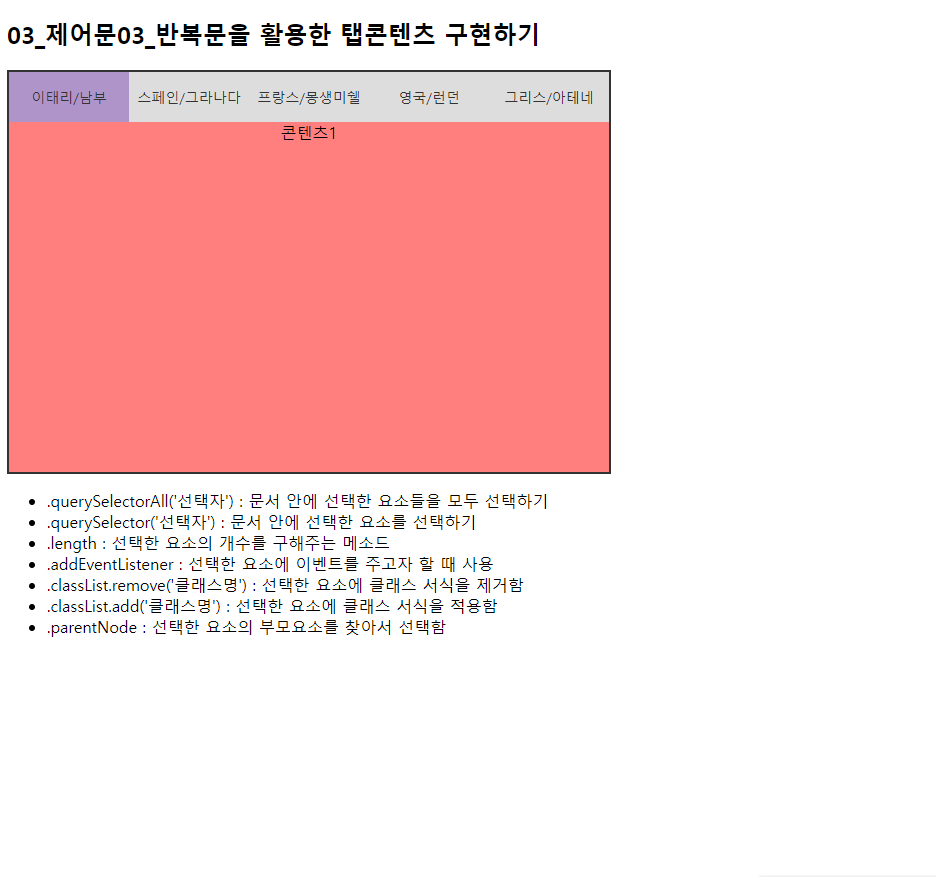 03_제어문03_반복문을 활용한 탭콘텐츠 구현하기
이태리/남부 스페인/그라나다 프랑스/몽생미쉘 영국/런던 그리스/아테네
콘텐츠1
.querySelectorAll('선택자') : 문서 안에 선택한 요소들을 모두 선택하기
.querySelector('선택자') : 문서 안에 선택한 요소를 선택하기
.length : 선택한 요소의 개수를 구해주는 메소드
.addEventListener : 선택한 요소에 이벤트를 주고자 할 때 사용
.classList.remove('클래스명') : 선택한 요소에 클래스 서식을 제거함
.classList.add('클래스명') : 선택한 요소에 클래스 서식을 적용함
.parentNode : 선택한 요소의 부모요소를 찾아서 선택함